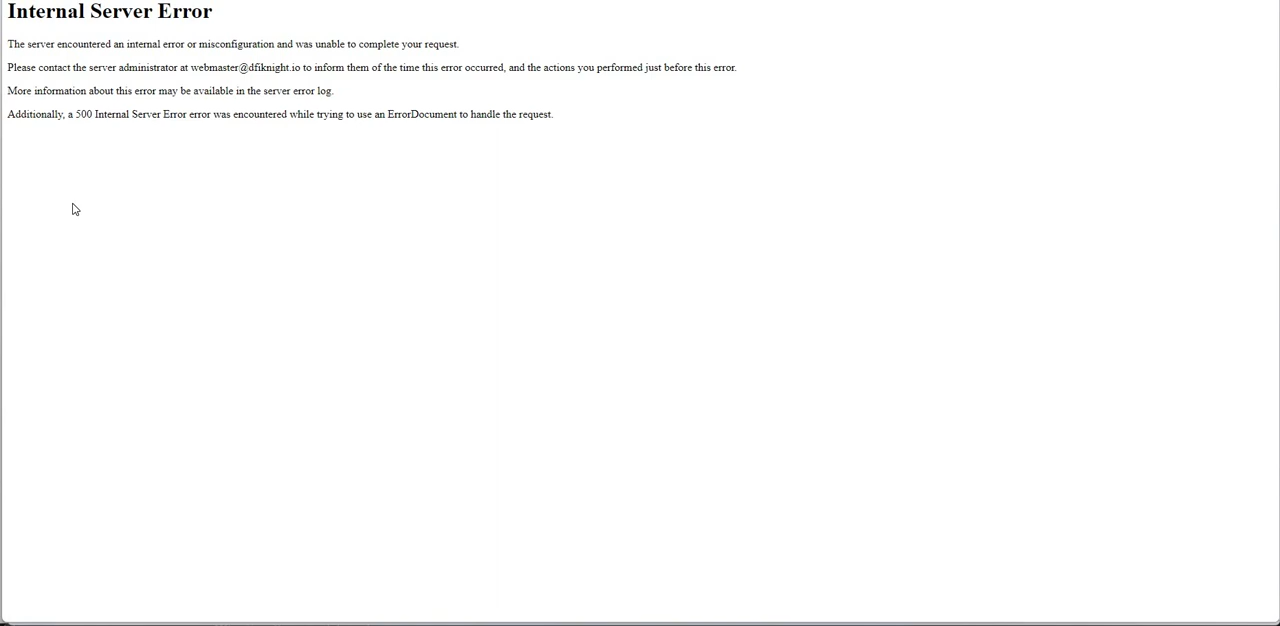 Internal Server Error
The server encountered an internal error or misconfiguration and was unable to complete your request.
Please contact the server administrator at webmaster@dfiknight.io to inform them of the time this error occurred, and the actions you performed just before this error.
More information about this error may be available in the server error log.
Additionally, a 500 Internal Server Error error was encountered while trying to use an ErrorDocument to handle the request.